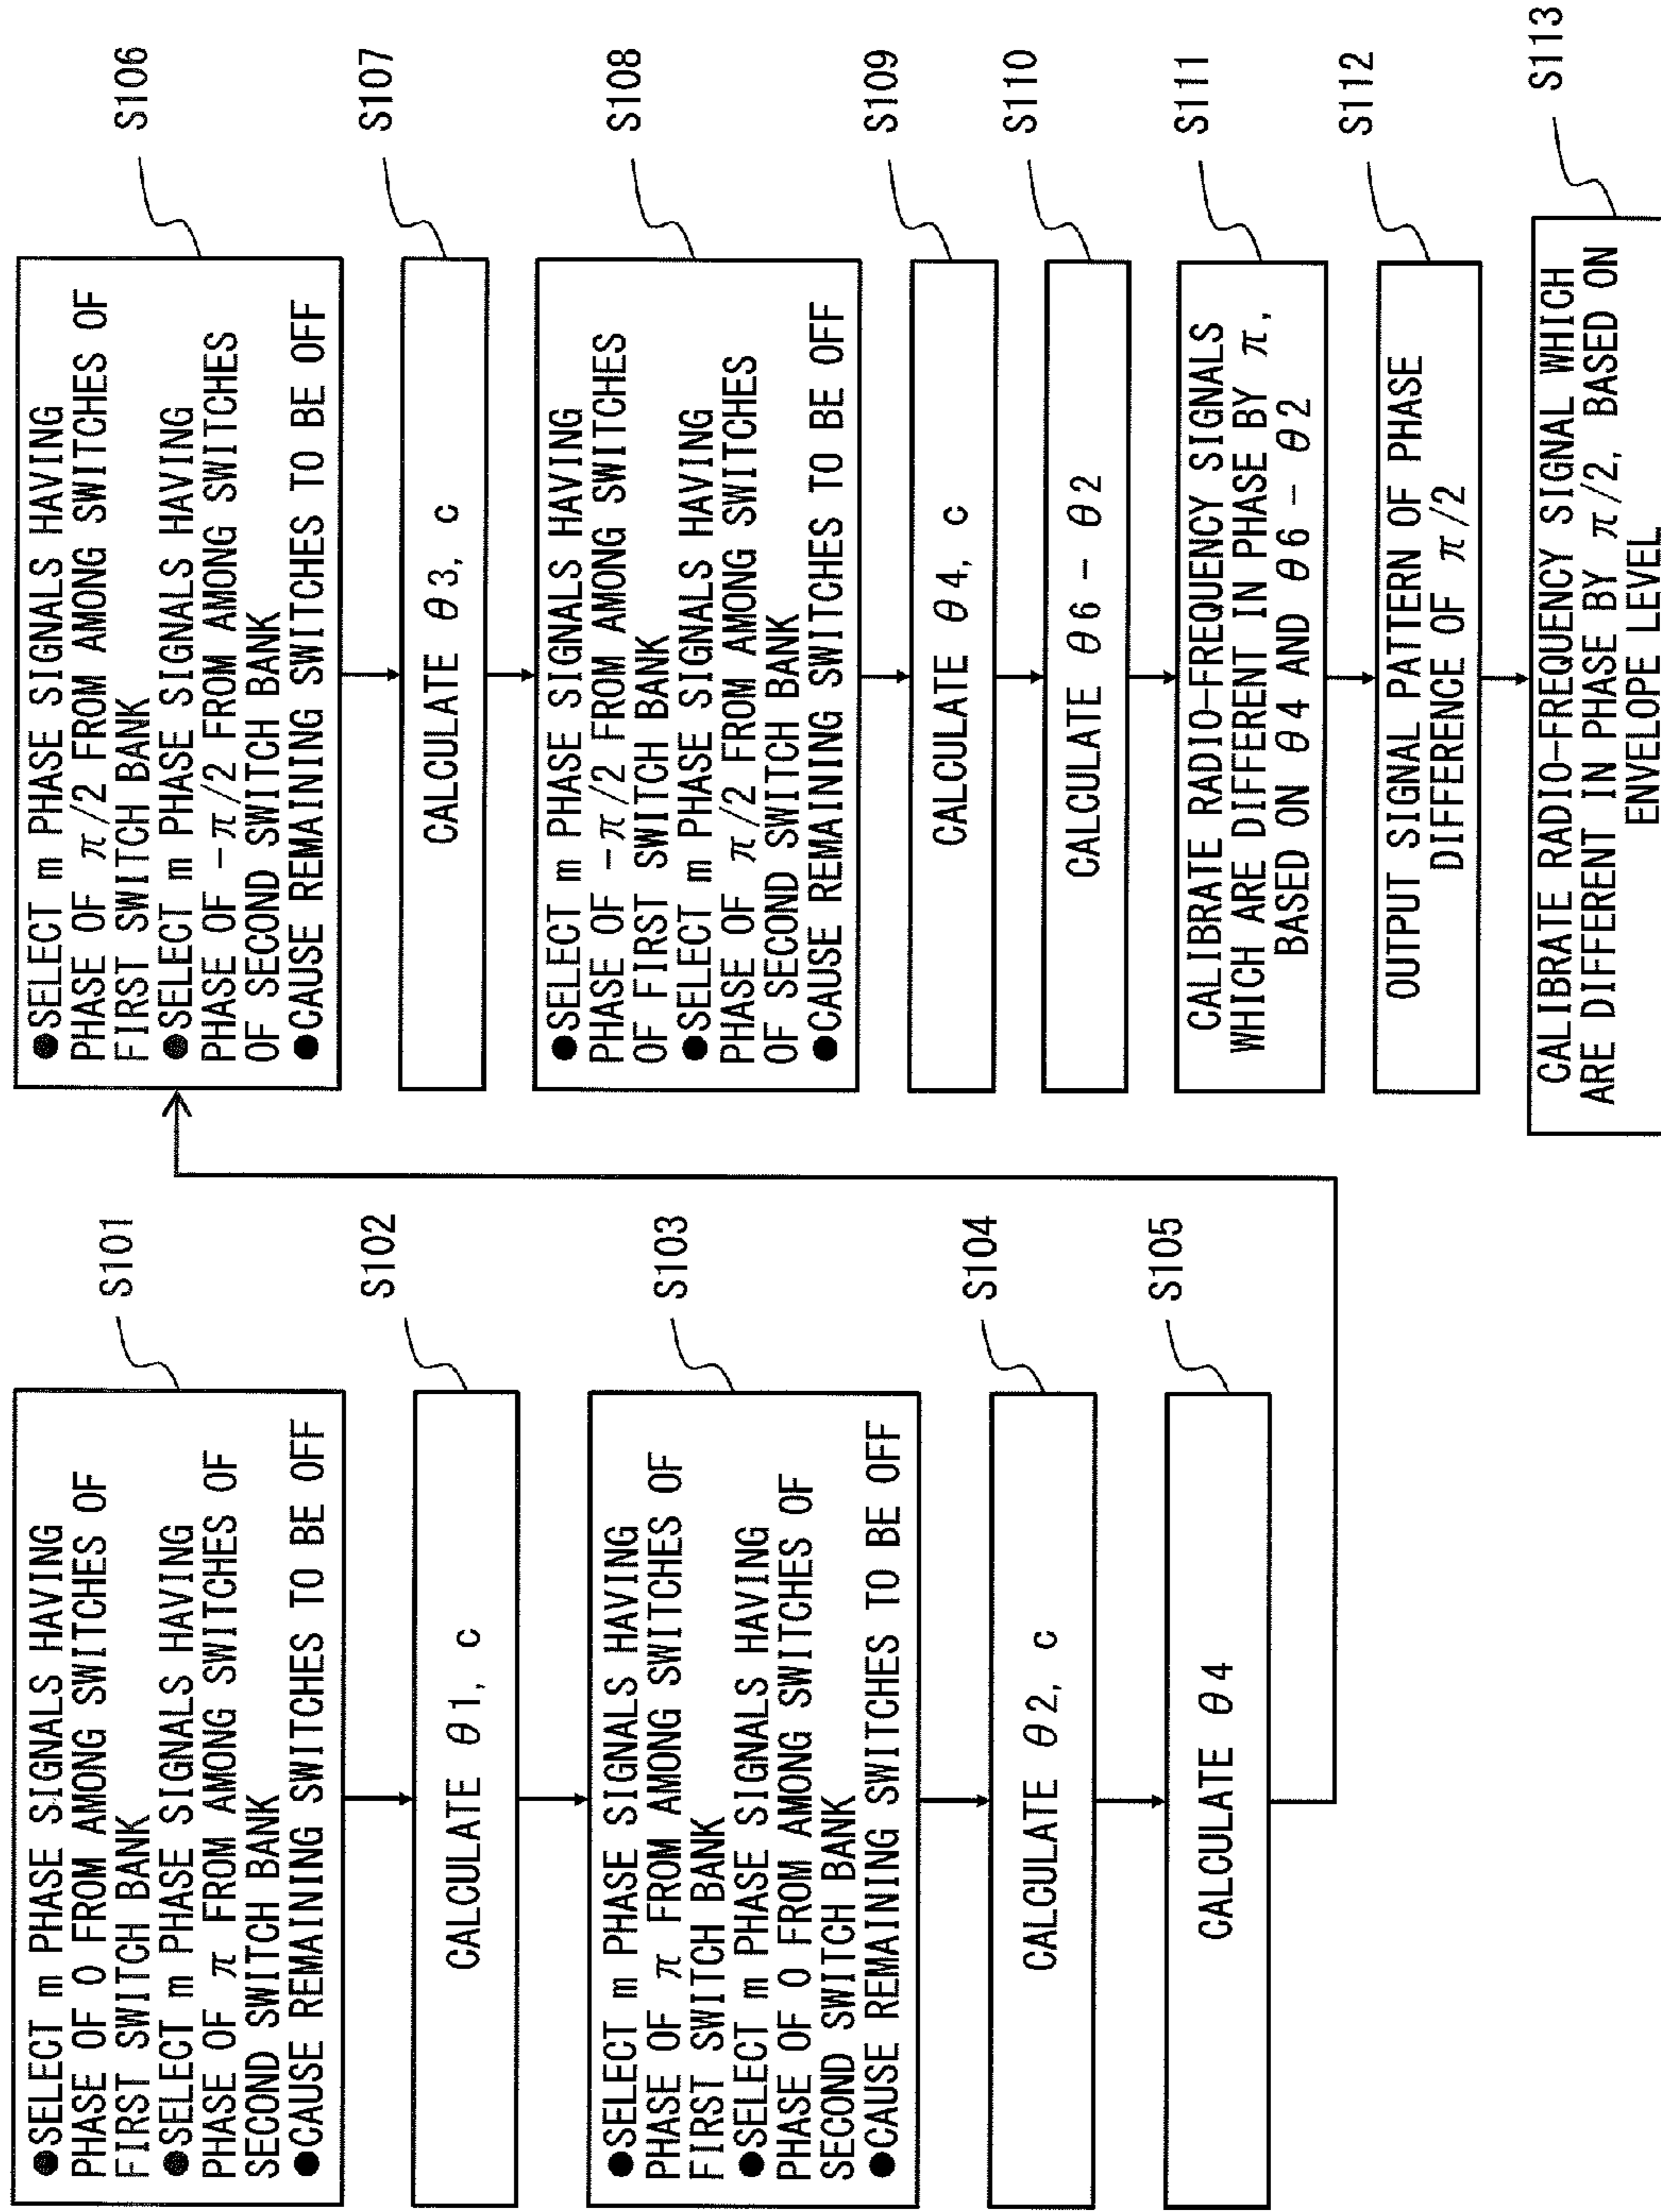 ●SELECT m PHASE SIGNALS HAVING
PHASE OF 0 FROM AMONG SWITCHES OF
FIRST SWITCH BANK
●SELECT m PHASE SIGNALS HAVING
PHASE OF π FROM AMONG SWITCHES OF
SECOND SWITCH BANK
●CAUSE REMAINING SWITCHES TO BE OFF
S101
CALCULATE θ1, c
S102
●SELECT m PHASE SIGNALS HAVING
PHASE OF π FROM AMONG SWITCHES OF
FIRST SWITCH BANK
●SELECT m PHASE SIGNALS HAVING
PHASE OF 0 FROM AMONG SWITCHES OF
SECOND SWITCH BANK
●CAUSE REMAINING SWITCHES TO BE OFF
S103
CALCULATE θ2, c
S104
CALCULATE θ4
S105
●SELECT m PHASE SIGNALS HAVING
PHASE OF π/2 FROM AMONG SWITCHES OF
FIRST SWITCH BANK
●SELECT m PHASE SIGNALS HAVING
PHASE OF -π/2 FROM AMONG SWITCHES
OF SECOND SWITCH BANK
●CAUSE REMAINING SWITCHES TO BE OFF
S106
CALCULATE θ3, c
S107
●SELECT m PHASE SIGNALS HAVING
PHASE OF -π/2 FROM AMONG SWITCHES
OF FIRST SWITCH BANK
●SELECT m PHASE SIGNALS HAVING
PHASE OF π/2 FROM AMONG SWITCHES
OF SECOND SWITCH BANK
●CAUSE REMAINING SWITCHES TO BE OFF
S108
CALCULATE θ4, c
S109
CALCULATE θ6 - θ2
S110
CALIBRATE RADIO-FREQUENCY SIGNALS
WHICH ARE DIFFERENT IN PHASE BY π,
BASED ON θ4 AND θ6 - θ2
S111
OUTPUT SIGNAL PATTERN OF PHASE
DIFFERENCE OF π/2
S112
CALIBRATE RADIO-FREQUENCY SIGNAL WHICH
ARE DIFFERENT IN PHASE BY π/2, BASED ON
ENVELOPE LEVEL
S113